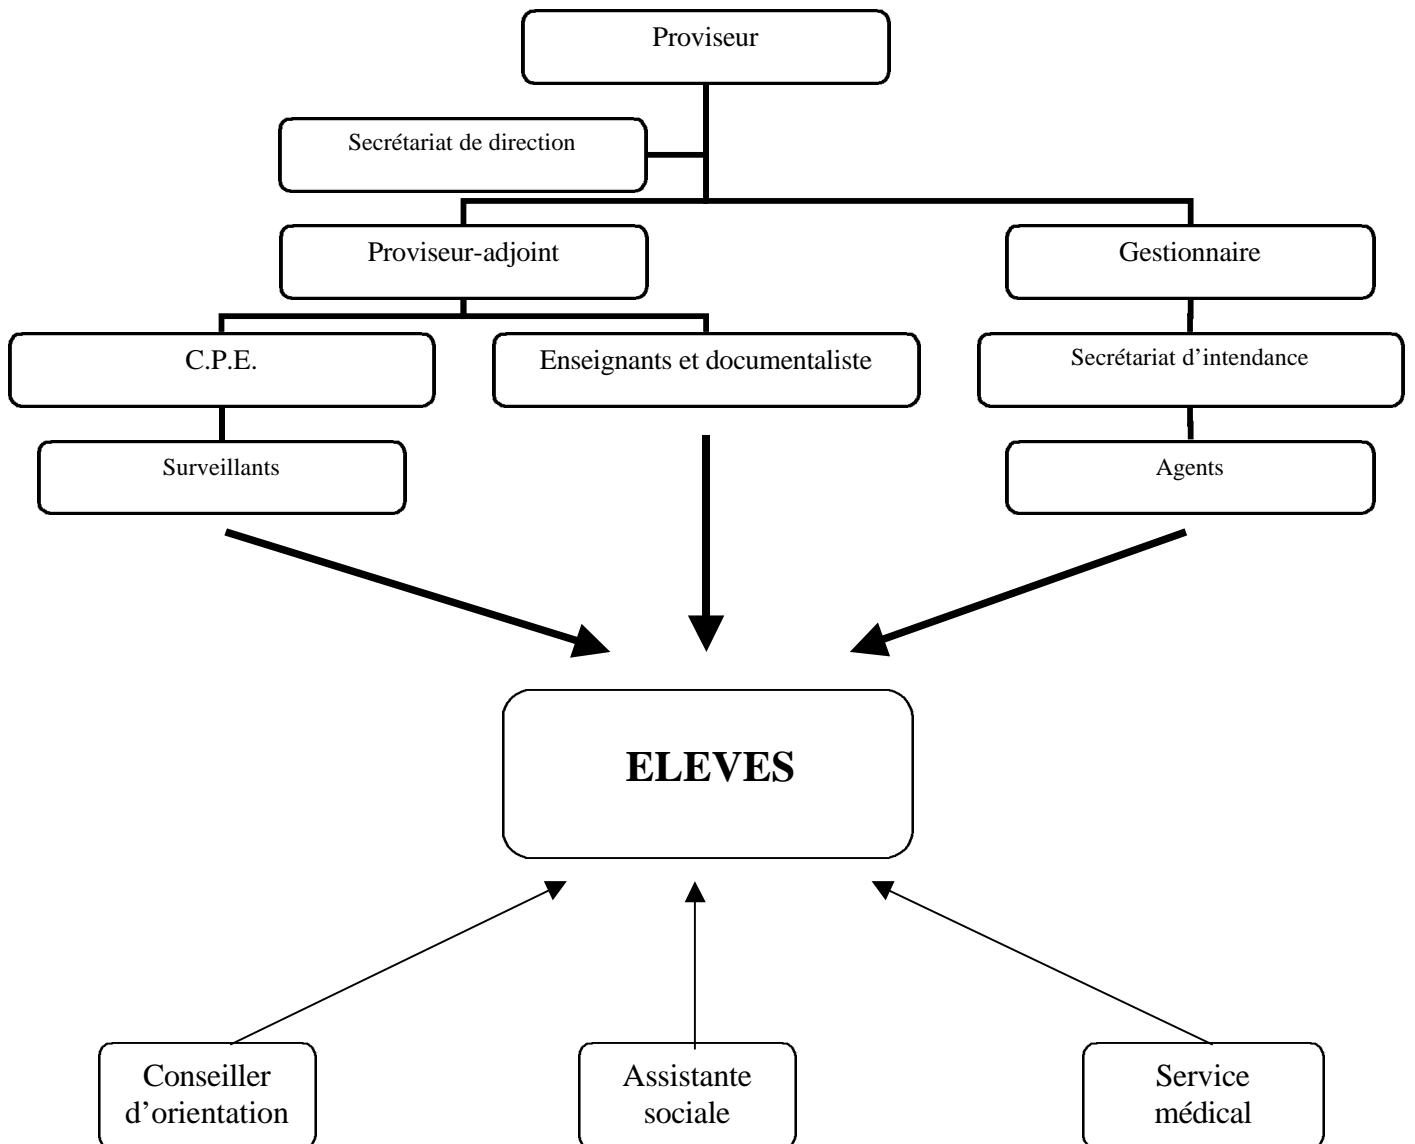 Proviseur
Secrétariat de direction
Proviseur-adjoint
Gestionnaire
C.P.E.
Enseignants et documentaliste
Secrétariat d’intendance
Surveillants
Agents
ELEVES
Conseiller
d’orientation
Assistante
sociale
Service
médical